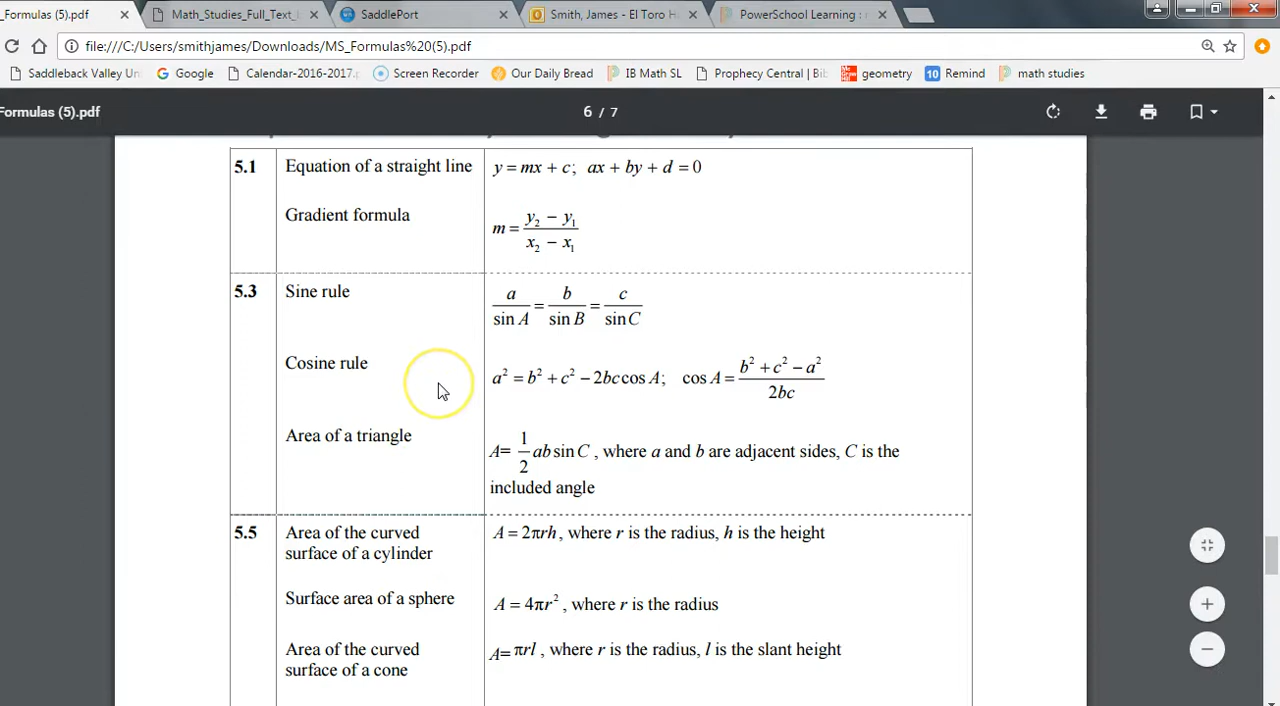 Formulas (5).pdf
Math_Studies_Full_Text_
SaddlePort
Smith, James - El Toro H
PowerSchool Learning :
file:///C:/Users/smithjames/Downloads/MS_Formulas%20(5).pdf
Saddleback Valley Un
Google
Calendar-2016-2017.
Screen Recorder
Our Daily Bread
IB Math SL
Prophecy Central | Bib
geometry
10 Remind
math studies
Formulas (5).pdf
6 / 7
5.1 Equation of a straight line y = mx + c; ax + by + d = 0
Gradient formula m = (y₂ − y₁)/(x₂ − x₁)
5.3 Sine rule a/sin A = b/sin B = c/sin C
Cosine rule a² = b² + c² − 2bc cos A; cos A = (b² + c² − a²)/2bc
Area of a triangle A= 1/2 ab sin C, where a and b are adjacent sides, C is the
included angle
5.5 Area of the curved A = 2πrh, where r is the radius, h is the height
surface of a cylinder
Surface area of a sphere A = 4πr², where r is the radius
Area of the curved A= πrl, where r is the radius, l is the slant height
surface of a cone